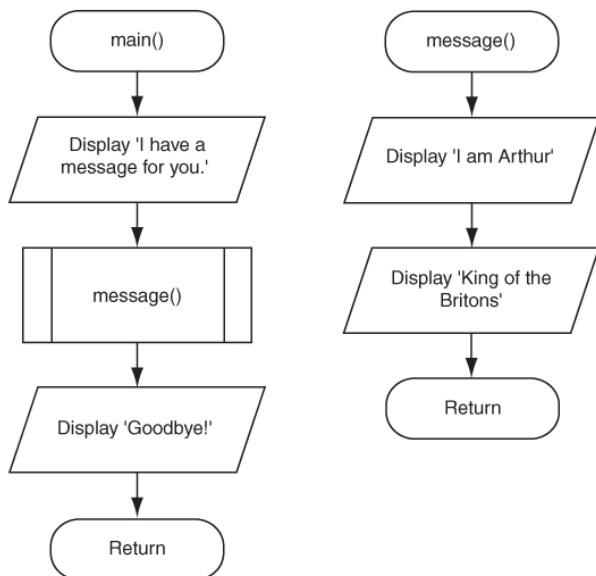 main()
Display 'I have a
message for you.'
message()
Display 'Goodbye!'
Return
message()
Display 'I am Arthur'
Display 'King of the
Britons'
Return